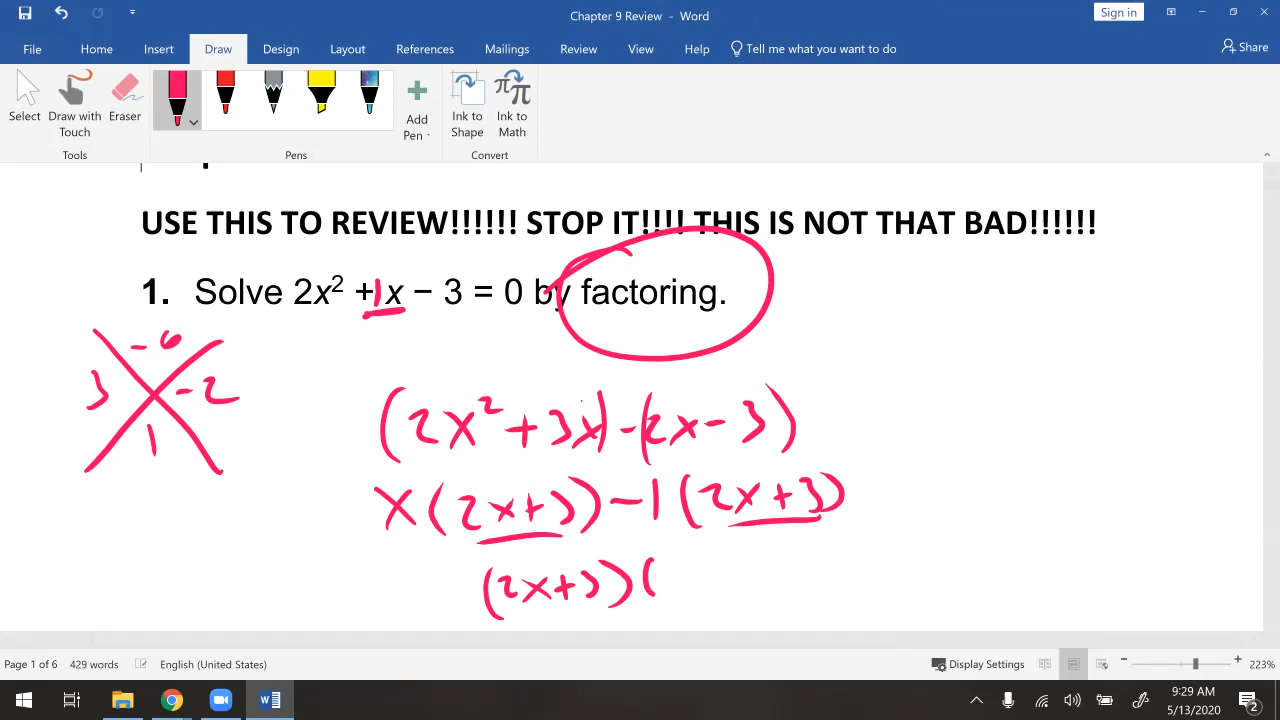 Chapter 9 Review - Word
Sign in
File Home Insert Draw Design Layout References Mailings Review View Help Tell me what you want to do Share
Select Draw with Touch Eraser Add Pen Ink to Shape Ink to Math
Tools Pens Convert
USE THIS TO REVIEW!!!!!! STOP IT!!!! THIS IS NOT THAT BAD!!!!!!
1. Solve 2x² +1x − 3 = 0 by factoring.
-6
3 -2
1
(2x²+3x)-(2x-3)
x(2x+3)-1(2x+3)
(2x+3)(
Page 1 of 6 429 words English (United States) Display Settings 223%
9:29 AM
5/13/2020
2